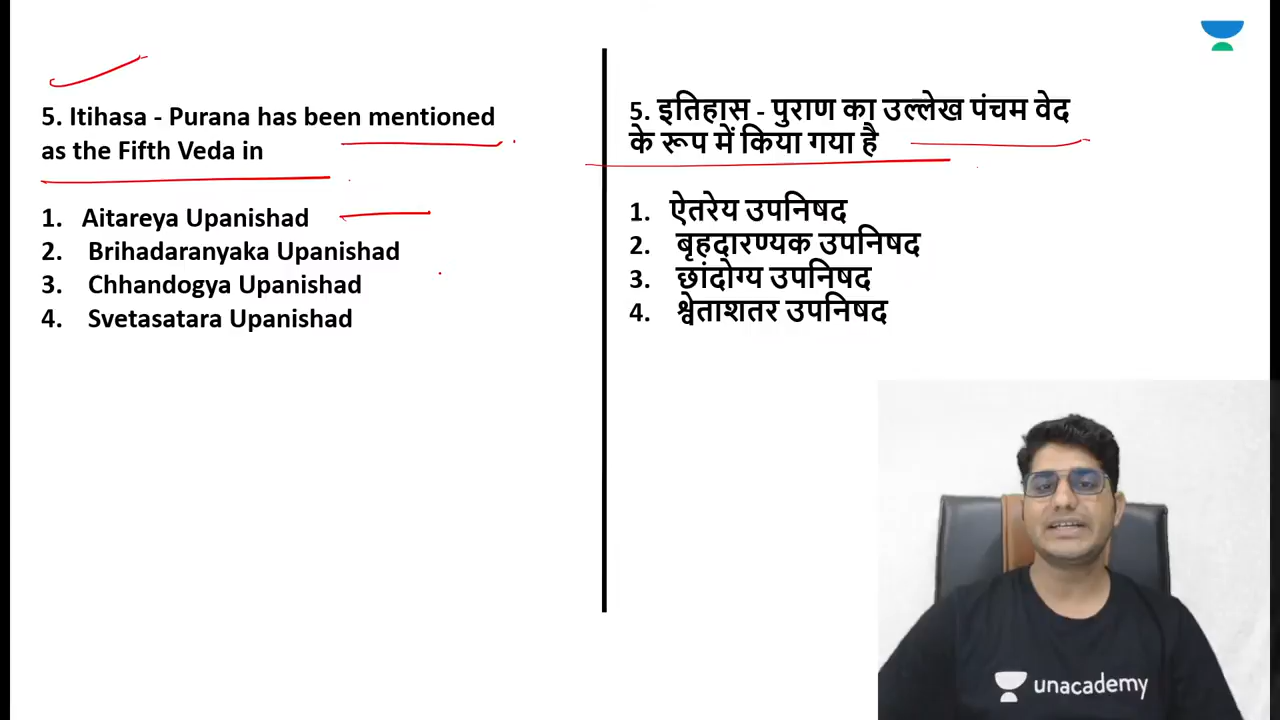 5. Itihasa - Purana has been mentioned
as the Fifth Veda in
1. Aitareya Upanishad
2. Brihadaranyaka Upanishad
3. Chhandogya Upanishad
4. Svetasatara Upanishad
5. इतिहास - पुराण का उल्लेख पंचम वेद
के रूप में किया गया है
1. ऐतरेय उपनिषद
2. बृहदारण्यक उपनिषद
3. छांदोग्य उपनिषद
4. श्वेताशतर उपनिषद
unacademy